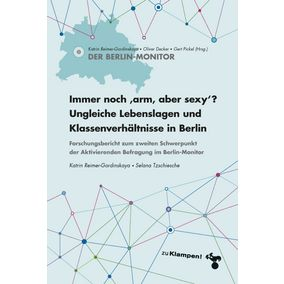 Katrin Reimer-Gordinskaya • Oliver Decker • Gert Pickel (Hrsg.)
DER BERLIN-MONITOR
Immer noch ‚arm, aber sexy‘?
Ungleiche Lebenslagen und
Klassenverhältnisse in Berlin
Forschungsbericht zum zweiten Schwerpunkt
der Aktivierenden Befragung im Berlin-Monitor
Katrin Reimer-Gordinskaya • Selana Tzschiesche
zu Klampen!